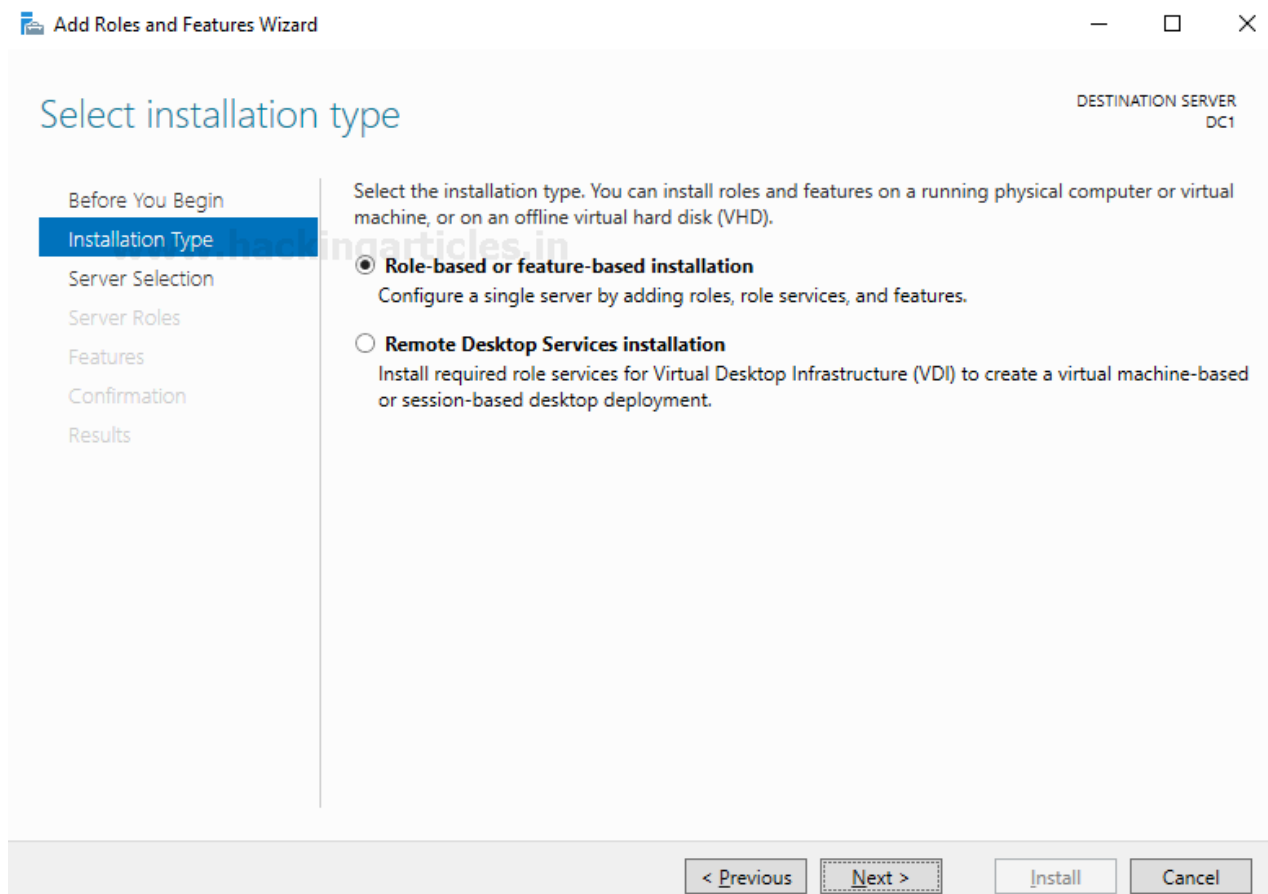 Add Roles and Features Wizard
Select installation type
DESTINATION SERVER
DC1
Before You Begin
Installation Type
Server Selection
Server Roles
Features
Confirmation
Results
Select the installation type. You can install roles and features on a running physical computer or virtual
machine, or on an offline virtual hard disk (VHD).
www.hackingarticles.in
Role-based or feature-based installation
Configure a single server by adding roles, role services, and features.
Remote Desktop Services installation
Install required role services for Virtual Desktop Infrastructure (VDI) to create a virtual machine-based
or session-based desktop deployment.
< Previous
Next >
Install
Cancel